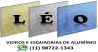 LÉO
VIDROS E ESQUADRIAS DE ALUMÍNIO
(11) 98722-1343